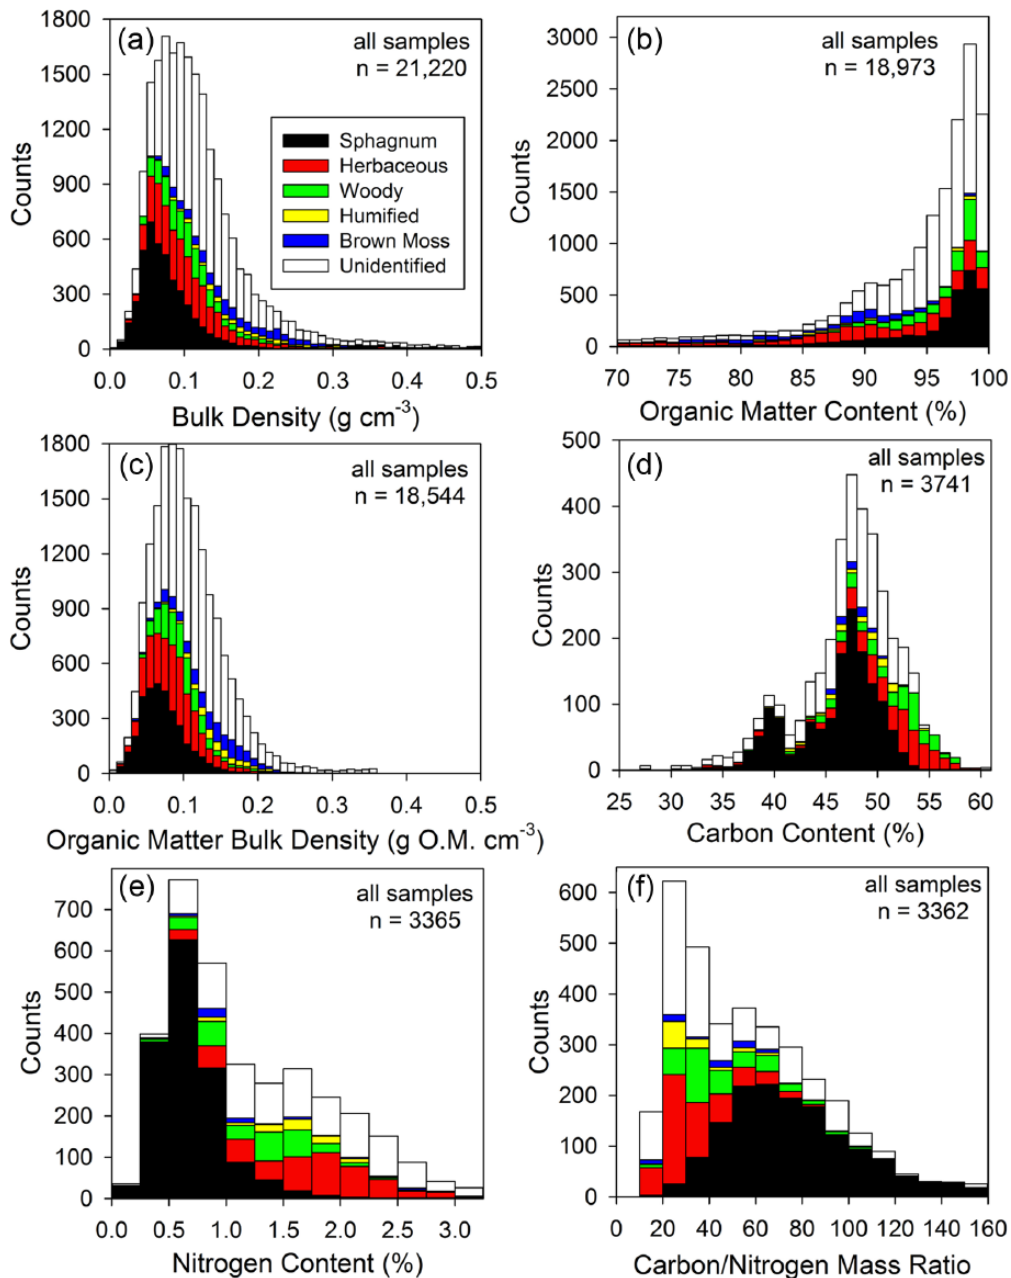 (a)
all samples
n = 21,220
1800
1500
1200
900
600
300
0
Counts
Sphagnum
Herbaceous
Woody
Humified
Brown Moss
Unidentified
0.0 0.1 0.2 0.3 0.4 0.5
Bulk Density (g cm⁻³)
(b)
all samples
n = 18,973
3000
2500
2000
1500
1000
500
0
Counts
70 75 80 85 90 95 100
Organic Matter Content (%)
(c)
all samples
n = 18,544
1800
1500
1200
900
600
300
0
Counts
0.0 0.1 0.2 0.3 0.4 0.5
Organic Matter Bulk Density (g O.M. cm⁻³)
(d)
all samples
n = 3741
500
400
300
200
100
0
Counts
25 30 35 40 45 50 55 60
Carbon Content (%)
(e)
all samples
n = 3365
700
600
500
400
300
200
100
0
Counts
0.0 0.5 1.0 1.5 2.0 2.5 3.0
Nitrogen Content (%)
(f)
all samples
n = 3362
600
500
400
300
200
100
0
Counts
0 20 40 60 80 100 120 140 160
Carbon/Nitrogen Mass Ratio